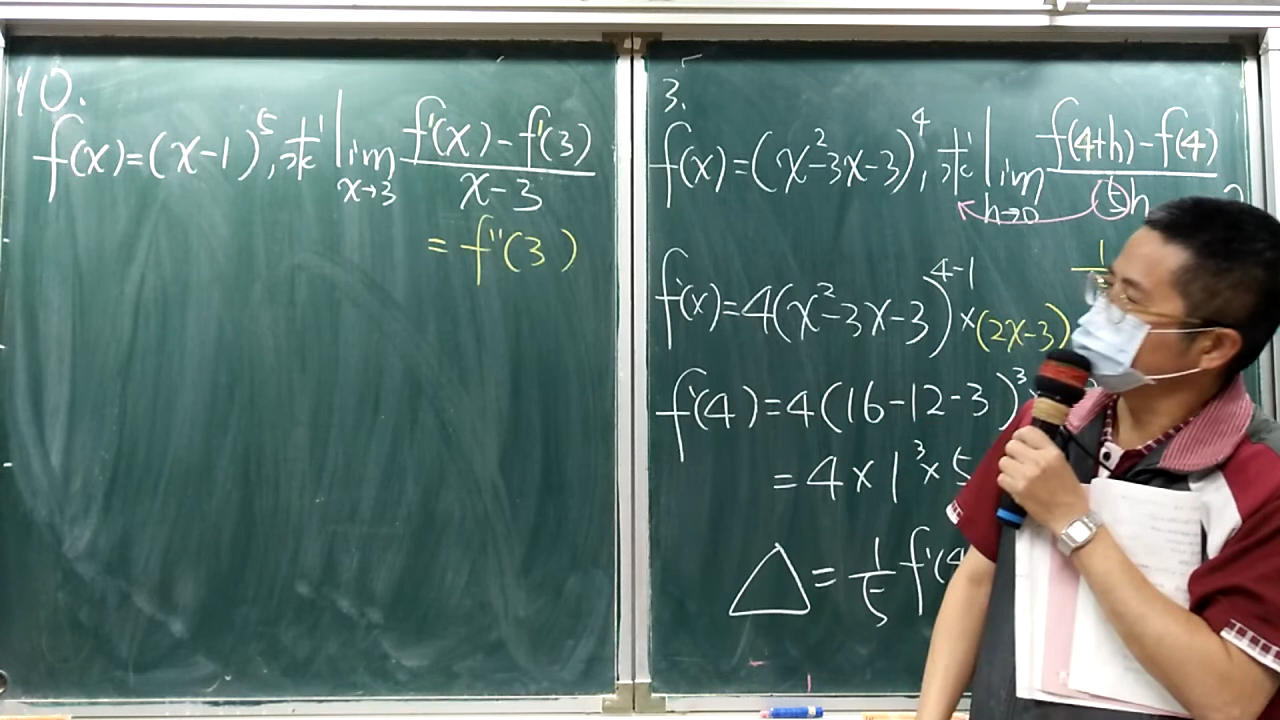 10.
f(x)=(x-1)^5, 求 lim_{x→3} (f'(x)-f'(3))/(x-3)
= f''(3)
3.
f(x)=(x^2-3x-3)^4, 求 lim_{h→0} (f(4+h)-f(4))/(5h)
f'(x)=4(x^2-3x-3)^{4-1}×(2x-3)
f'(4)=4(16-12-3)^3
=4×1^3×5
△=1/5 f'(4